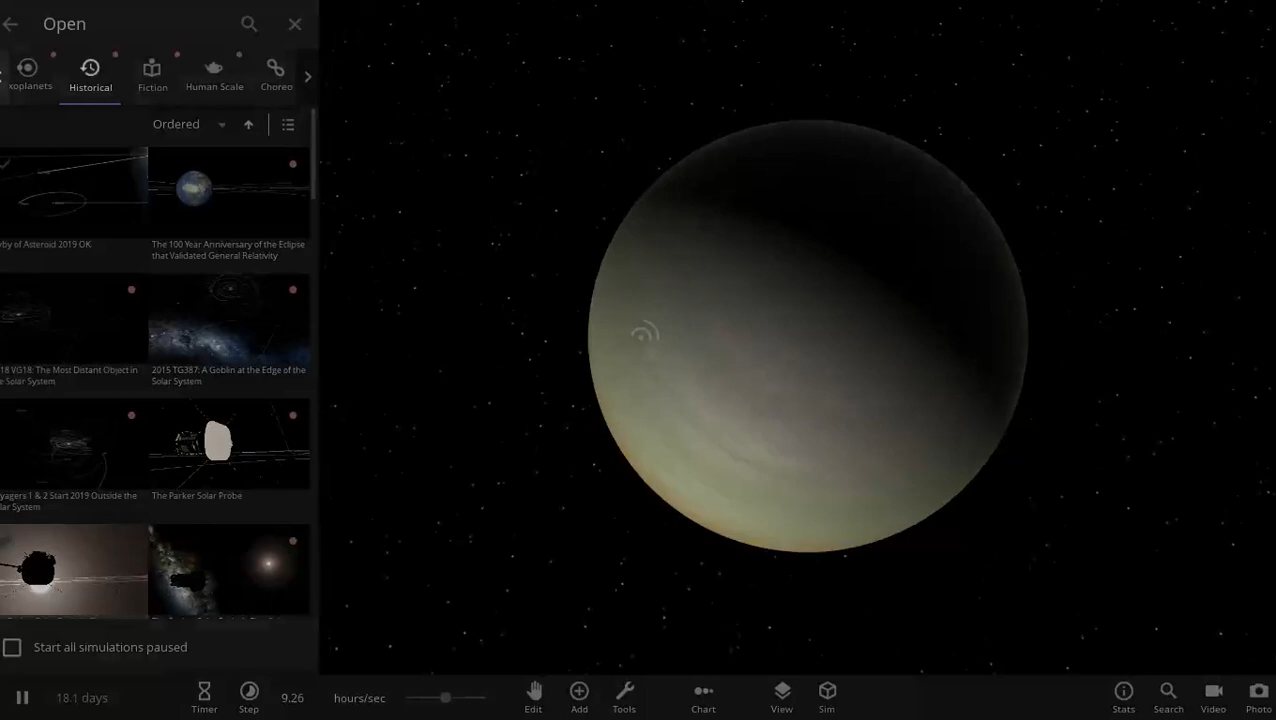 Open
xoplanets
Historical
Fiction
Human Scale
Choreo
Ordered
yby of Asteroid 2019 OK
The 100 Year Anniversary of the Eclipse
that Validated General Relativity
18 VG18: The Most Distant Object in
e Solar System
2015 TG387: A Goblin at the Edge of the
Solar System
yagers 1 & 2 Start 2019 Outside the
lar System
The Parker Solar Probe
Start all simulations paused
18.1 days
Timer
Step
9.26
hours/sec
Edit
Add
Tools
Chart
View
Sim
Stats
Search
Video
Photo